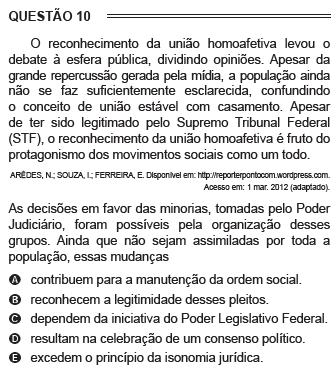 QUESTÃO 10
O reconhecimento da união homoafetiva levou o
debate à esfera pública, dividindo opiniões. Apesar da
grande repercussão gerada pela mídia, a população ainda
não se faz suficientemente esclarecida, confundindo
o conceito de união estável com casamento. Apesar
de ter sido legitimado pelo Supremo Tribunal Federal
(STF), o reconhecimento da união homoafetiva é fruto do
protagonismo dos movimentos sociais como um todo.
ARÊDES, N.; SOUZA, I.; FERREIRA, E. Disponível em: http://reporterpontocom.wordpress.com.
Acesso em: 1 mar. 2012 (adaptado).
As decisões em favor das minorias, tomadas pelo Poder
Judiciário, foram possíveis pela organização desses
grupos. Ainda que não sejam assimiladas por toda a
população, essas mudanças
A contribuem para a manutenção da ordem social.
B reconhecem a legitimidade desses pleitos.
C dependem da iniciativa do Poder Legislativo Federal.
D resultam na celebração de um consenso político.
E excedem o princípio da isonomia jurídica.